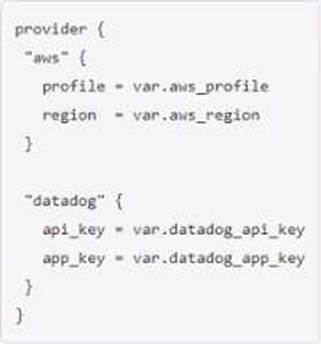 provider {
 "aws" {
   profile = var.aws_profile
   region  = var.aws_region
 }

 "datadog" {
   api_key = var.datadog_api_key
   app_key = var.datadog_app_key
 }
}